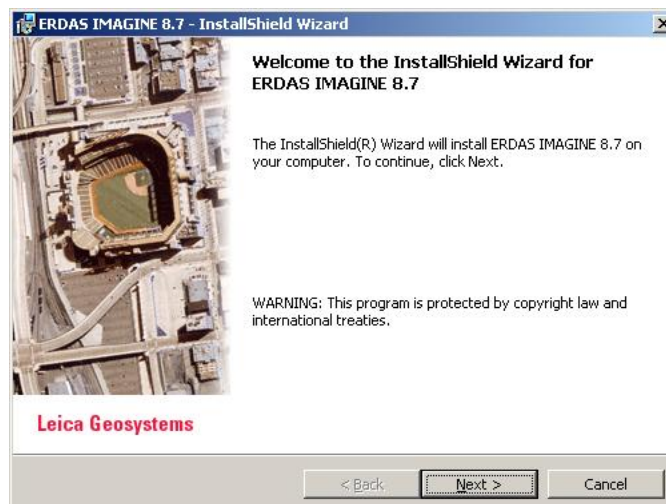 ERDAS IMAGINE 8.7 - InstallShield Wizard
Welcome to the InstallShield Wizard for
ERDAS IMAGINE 8.7
The InstallShield(R) Wizard will install ERDAS IMAGINE 8.7 on
your computer. To continue, click Next.
WARNING: This program is protected by copyright law and
international treaties.
Leica Geosystems
< Back
Next >
Cancel